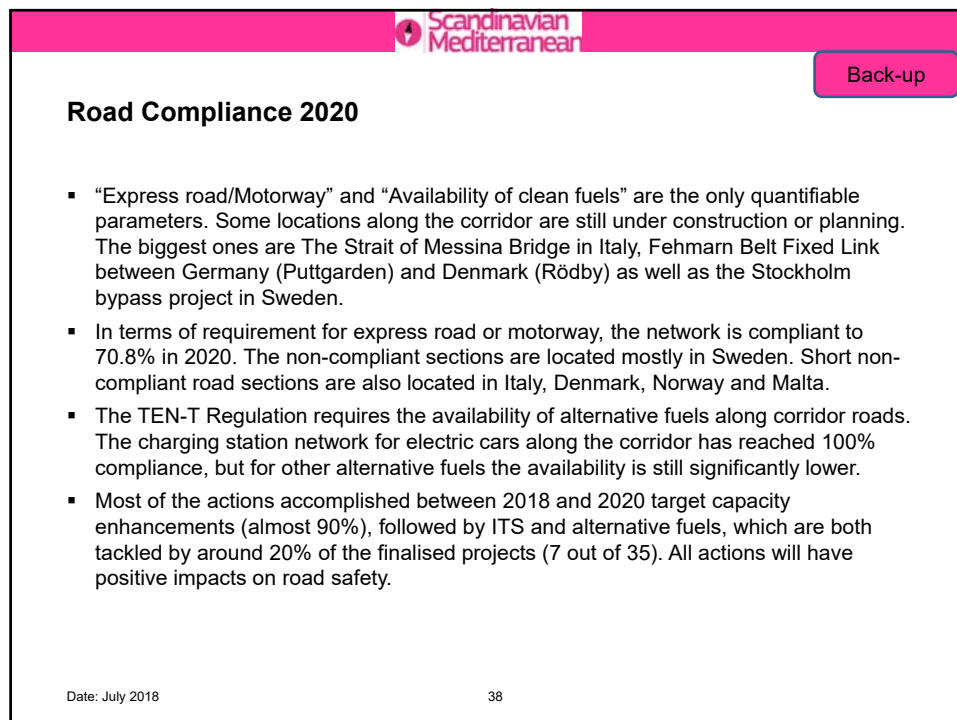 Scandinavian
Mediterranean
Back-up
Road Compliance 2020
▪ “Express road/Motorway” and “Availability of clean fuels” are the only quantifiable
parameters. Some locations along the corridor are still under construction or planning.
The biggest ones are The Strait of Messina Bridge in Italy, Fehmarn Belt Fixed Link
between Germany (Puttgarden) and Denmark (Rödby) as well as the Stockholm
bypass project in Sweden.
▪ In terms of requirement for express road or motorway, the network is compliant to
70.8% in 2020. The non-compliant sections are located mostly in Sweden. Short non-
compliant road sections are also located in Italy, Denmark, Norway and Malta.
▪ The TEN-T Regulation requires the availability of alternative fuels along corridor roads.
The charging station network for electric cars along the corridor has reached 100%
compliance, but for other alternative fuels the availability is still significantly lower.
▪ Most of the actions accomplished between 2018 and 2020 target capacity
enhancements (almost 90%), followed by ITS and alternative fuels, which are both
tackled by around 20% of the finalised projects (7 out of 35). All actions will have
positive impacts on road safety.
Date: July 2018
38